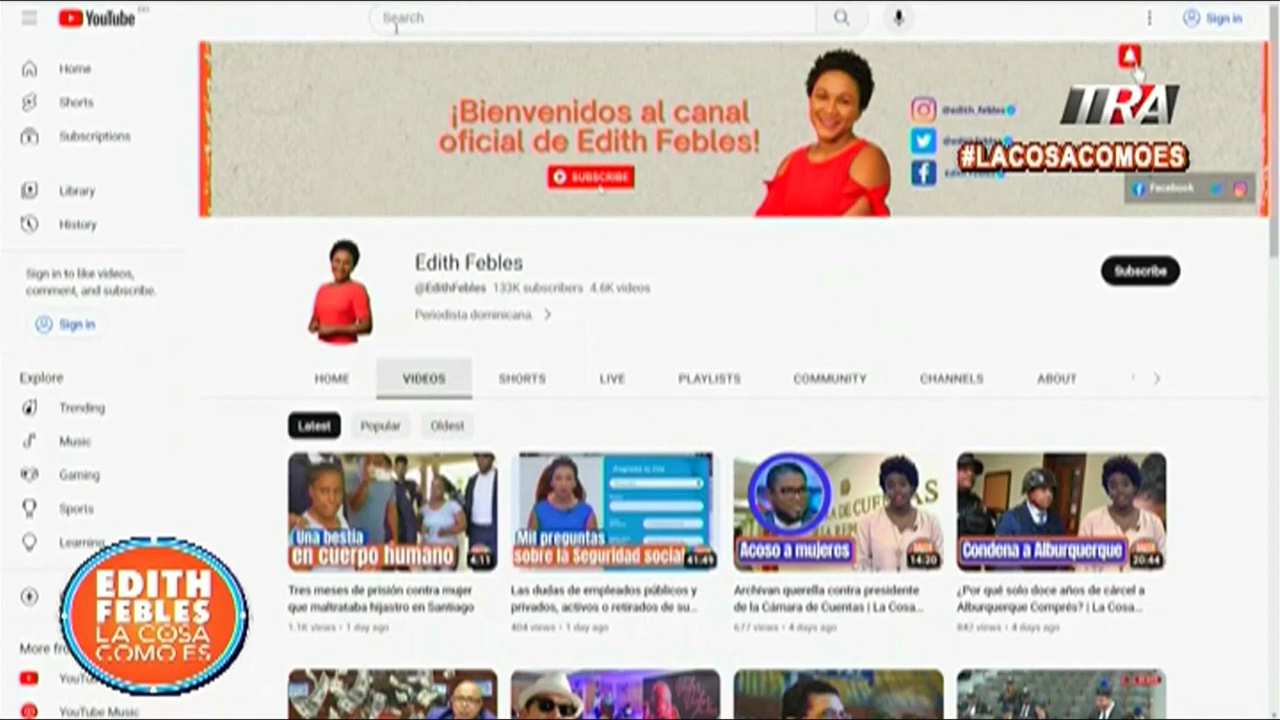 YouTube
Search
Sign in
Home
Shorts
Subscriptions
Library
History
Sign in to like videos,
comment, and subscribe.
Sign in
Explore
Trending
Music
Gaming
Sports
Learning
YouTube Music
¡Bienvenidos al canal
oficial de Edith Febles!
SUBSCRIBE
@edith_febles
Edith Febles
TRA
#LACOSACOMOES
Facebook
Edith Febles
@EdithFebles 133K subscribers 4.6K videos
Periodista dominicana.
Subscribe
HOME
VIDEOS
SHORTS
LIVE
PLAYLISTS
COMMUNITY
CHANNELS
ABOUT
Latest
Popular
Oldest
Una bestia
en cuerpo humano
4:11
Tres meses de prisión contra mujer
que maltrataba hijastro en Santiago
1.1K views • 1 day ago
Mil preguntas
sobre la Seguridad social
41:49
Las dudas de empleados públicos y
privados, activos o retirados de su...
404 views • 1 day ago
Acoso a mujeres
14:20
Archivan querella contra presidente
de la Cámara de Cuentas | La Cosa...
677 views • 4 days ago
Condena a Alburquerque
20:44
¿Por qué solo doce años de cárcel a
Alburquerque Comprés? | La Cosa...
842 views • 4 days ago
EDITH
FEBLES
LA COSA
COMO ES